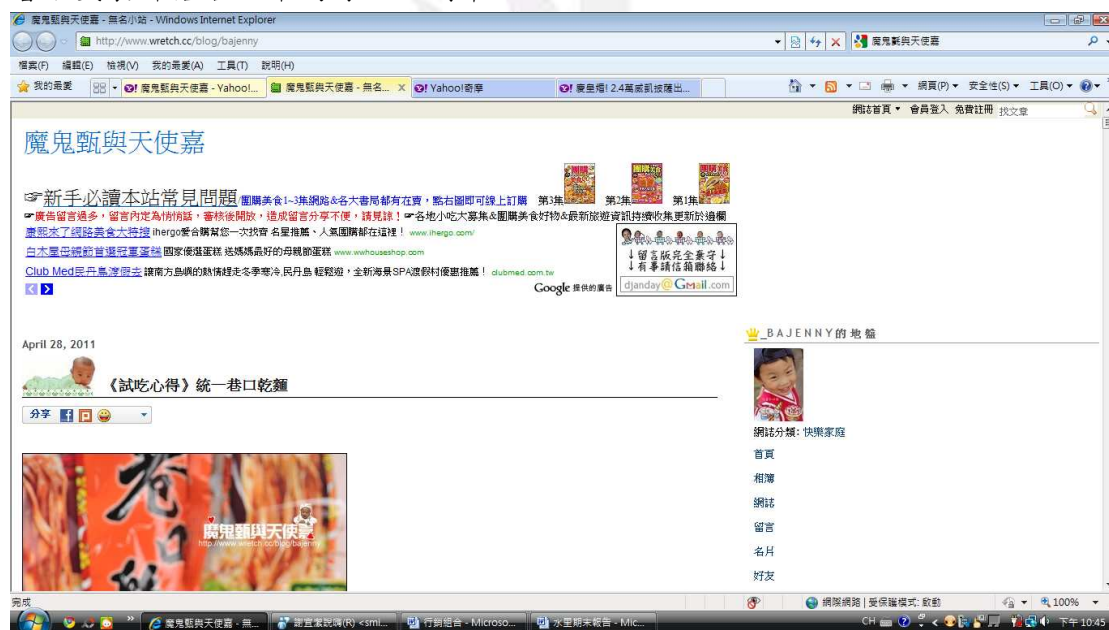 魔鬼甄與天使嘉 - 無名小站 - Windows Internet Explorer
http://www.wretch.cc/blog/bajenny
魔鬼甄與天使嘉
檔案(F) 編輯(E) 檢視(V) 我的最愛(A) 工具(T) 說明(H)
我的最愛 魔鬼甄與天使嘉 - Yahoo!... 魔鬼甄與天使嘉 - 無名... Yahoo!奇摩
網頁(P) 安全性(S) 工具(O)
網誌首頁 會員登入 免費註冊 找文章
魔鬼甄與天使嘉
☞新手必讀本站常見問題/團購美食1~3集網路&各大書局都有在賣，點右圖即可線上訂購 第3集 第2集 第1集
☞廣告留言過多，留言內定為悄悄話，審核後開放，造成留言分享不便，請見諒！☞各地小吃大募集&團購美食好物&最新旅遊資訊持續收集更新於邊欄
康熙來了網路美食大特搜 ihergo愛合購幫您一次找齊 名星推薦、人氣團購都在這裡！ www.ihergo.com/
白木屋母親節首選冠軍蛋糕 國家優選蛋糕 送媽媽最好的母親節蛋糕 www.wwhouseshop.com
Club Med民丹島渡假去 讓南方島嶼的熱情趕走冬季寒冷,民丹島 輕鬆遊，全新海景SPA渡假村優惠推薦！ clubmed.com.tw
Google 提供的廣告
↓留言版完全蒸守↓
↓有事請信箱聯絡↓
djanday@Gmail.com
April 28, 2011
《試吃心得》統一巷口乾麵
分享
巷口乾
魔鬼甄與天使嘉
http://www.wretch.cc/blog/bajenny
_BAJENNY的地盤
網誌分類: 快樂家庭
首頁
相簿
網誌
留言
名片
好友
完成 網際網路 | 受保護模式: 啟動 100%
魔鬼甄與天使嘉 - 無... 行銷組合 - Microso... 水星期末報告 - Mic... CH 下午 10:45